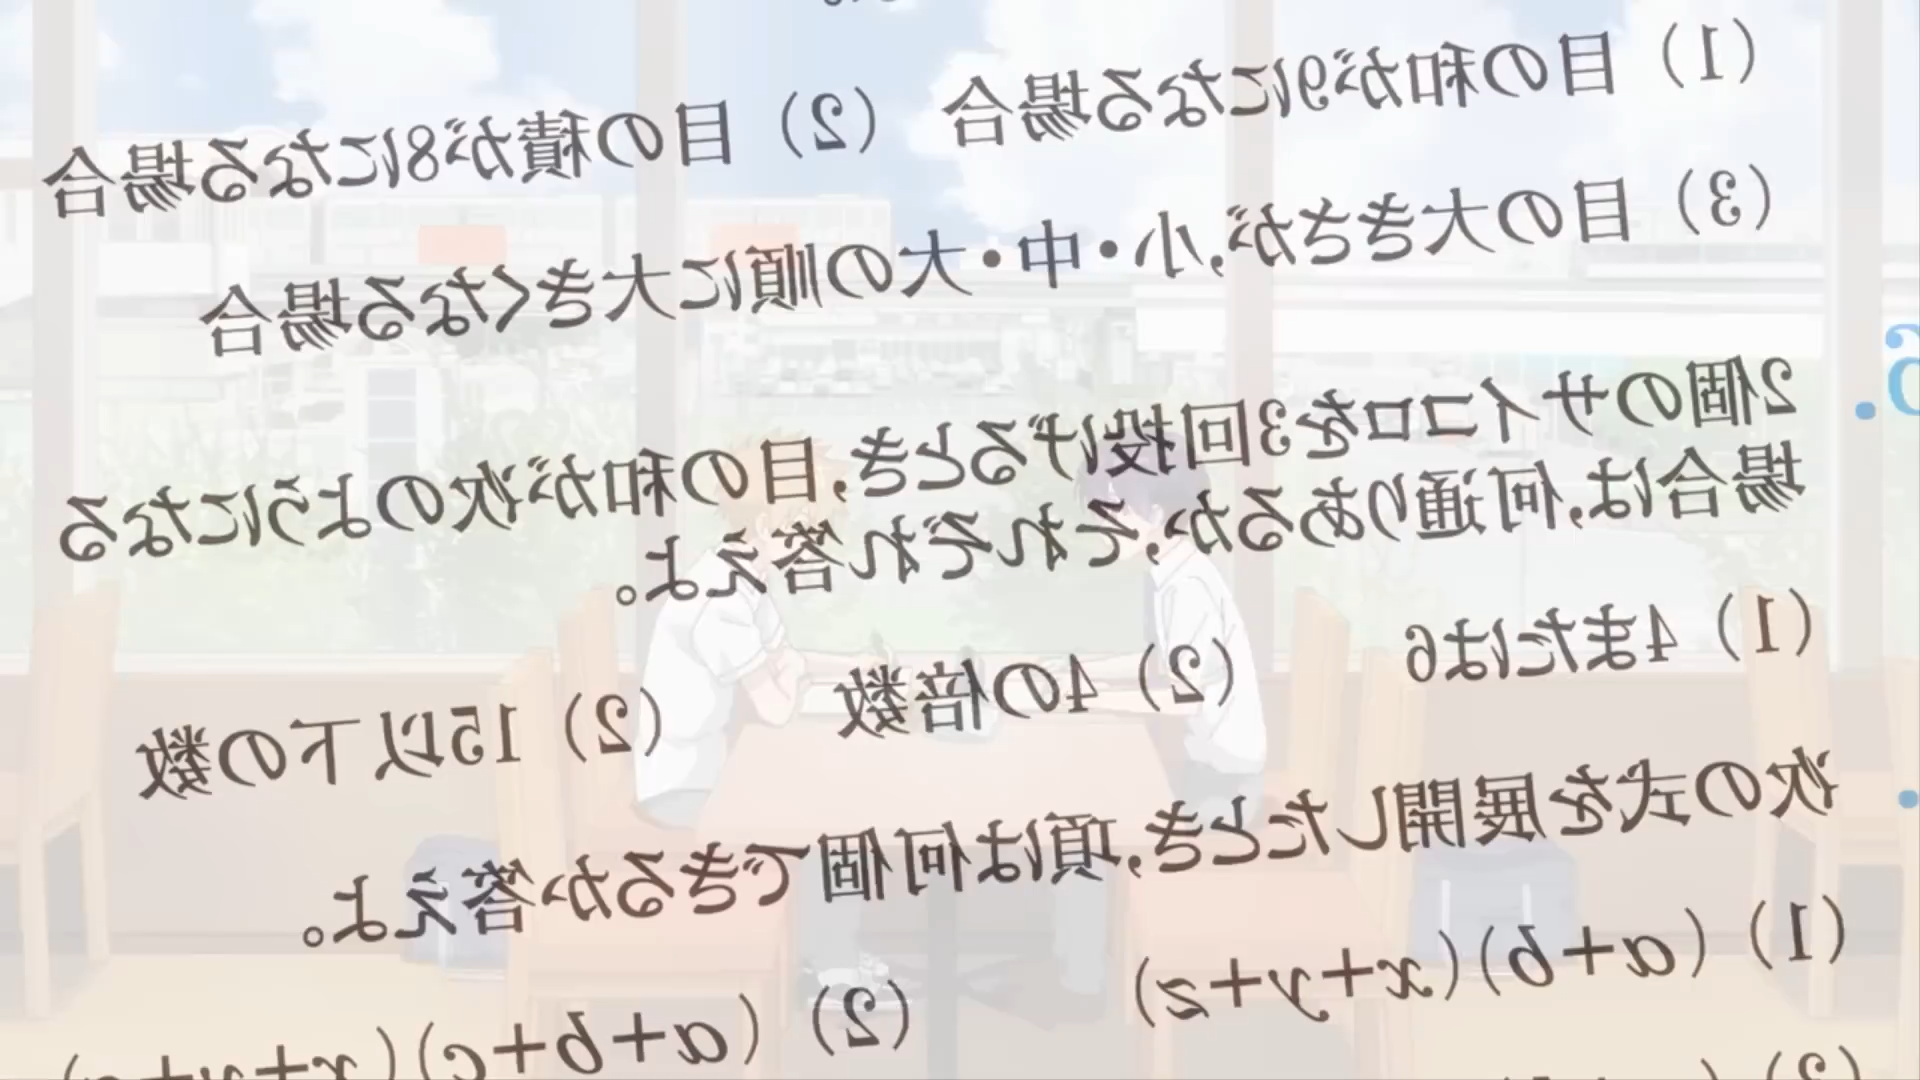 (1) 目の和が9になる場合 (2) 目の積が8になる場合
(3) 目の大きさが,小・中・大の順に大きくなる場合
6. 2個のサイコロを3回投げるとき,目の和が次のようになる
場合は,何通りあるか,それぞれ答えよ。
(1) 4または6 (2) 4の倍数 (2) 15以下の数
次の式を展開したとき,項は何個できるか答えよ。
(1) (a+b)(x+y+z)
(2) (a+b+c)(x+y+